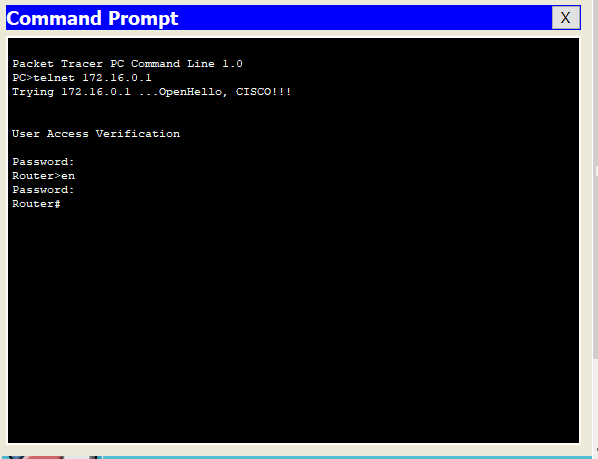 Command Prompt
X
Packet Tracer PC Command Line 1.0
PC>telnet 172.16.0.1
Trying 172.16.0.1 ...OpenHello, CISCO!!!
User Access Verification
Password:
Router>en
Password:
Router#